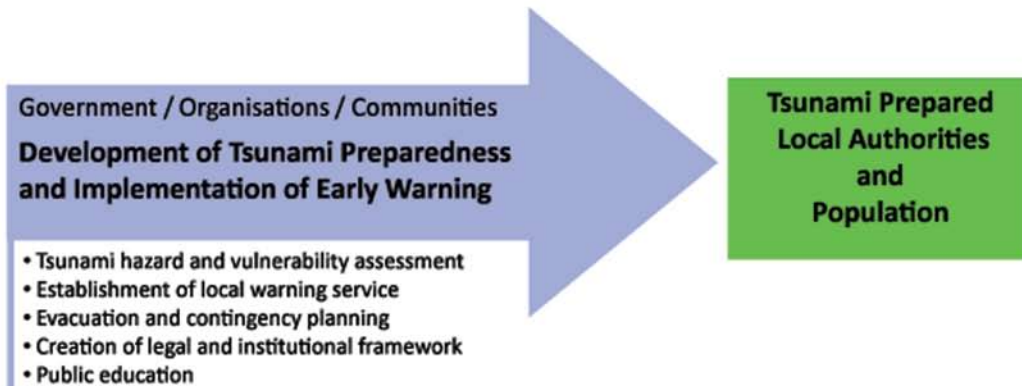 Government / Organisations / Communities
Development of Tsunami Preparedness
and Implementation of Early Warning
• Tsunami hazard and vulnerability assessment
• Establishment of local warning service
• Evacuation and contingency planning
• Creation of legal and institutional framework
• Public education
Tsunami Prepared
Local Authorities
and
Population